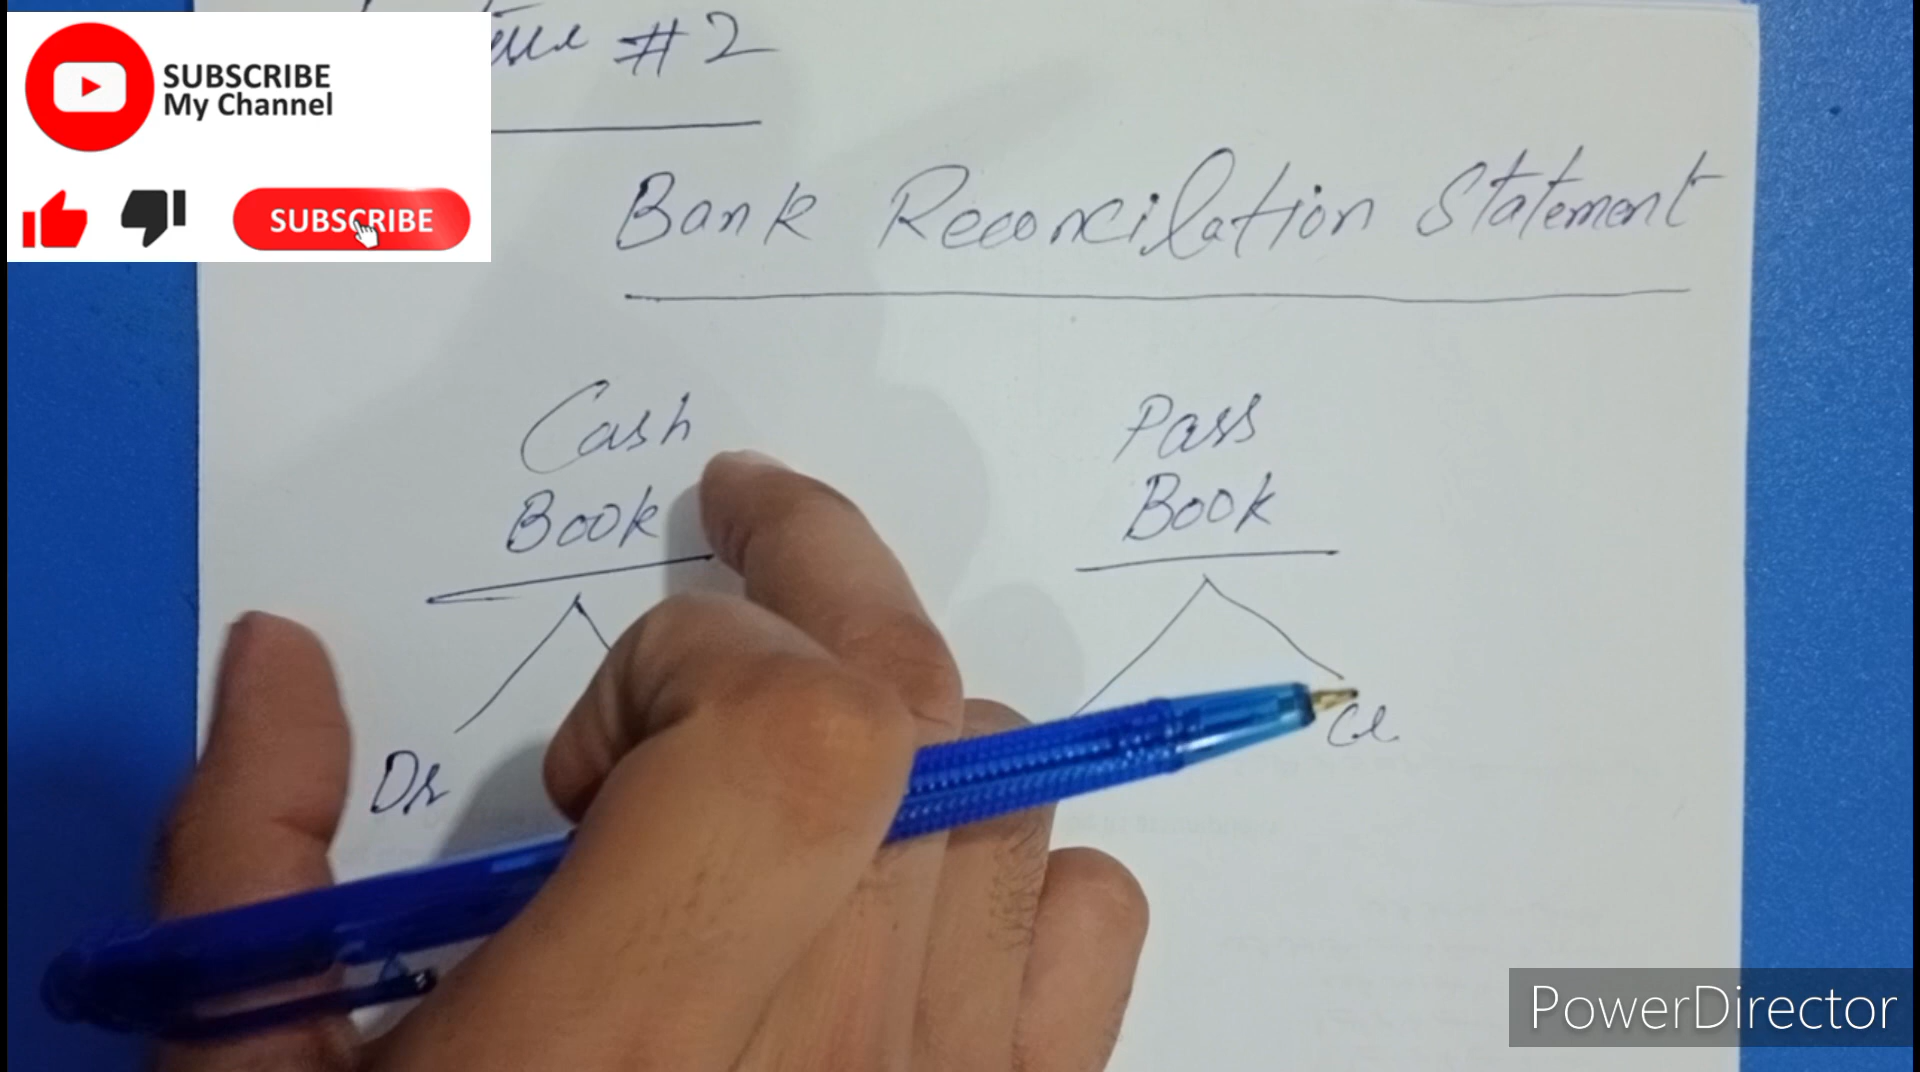 SUBSCRIBE
My Channel
SUBSCRIBE
#2
Bank Reconcilation Statement
Cash
Book
Pass
Book
Dr
Cr
PowerDirector